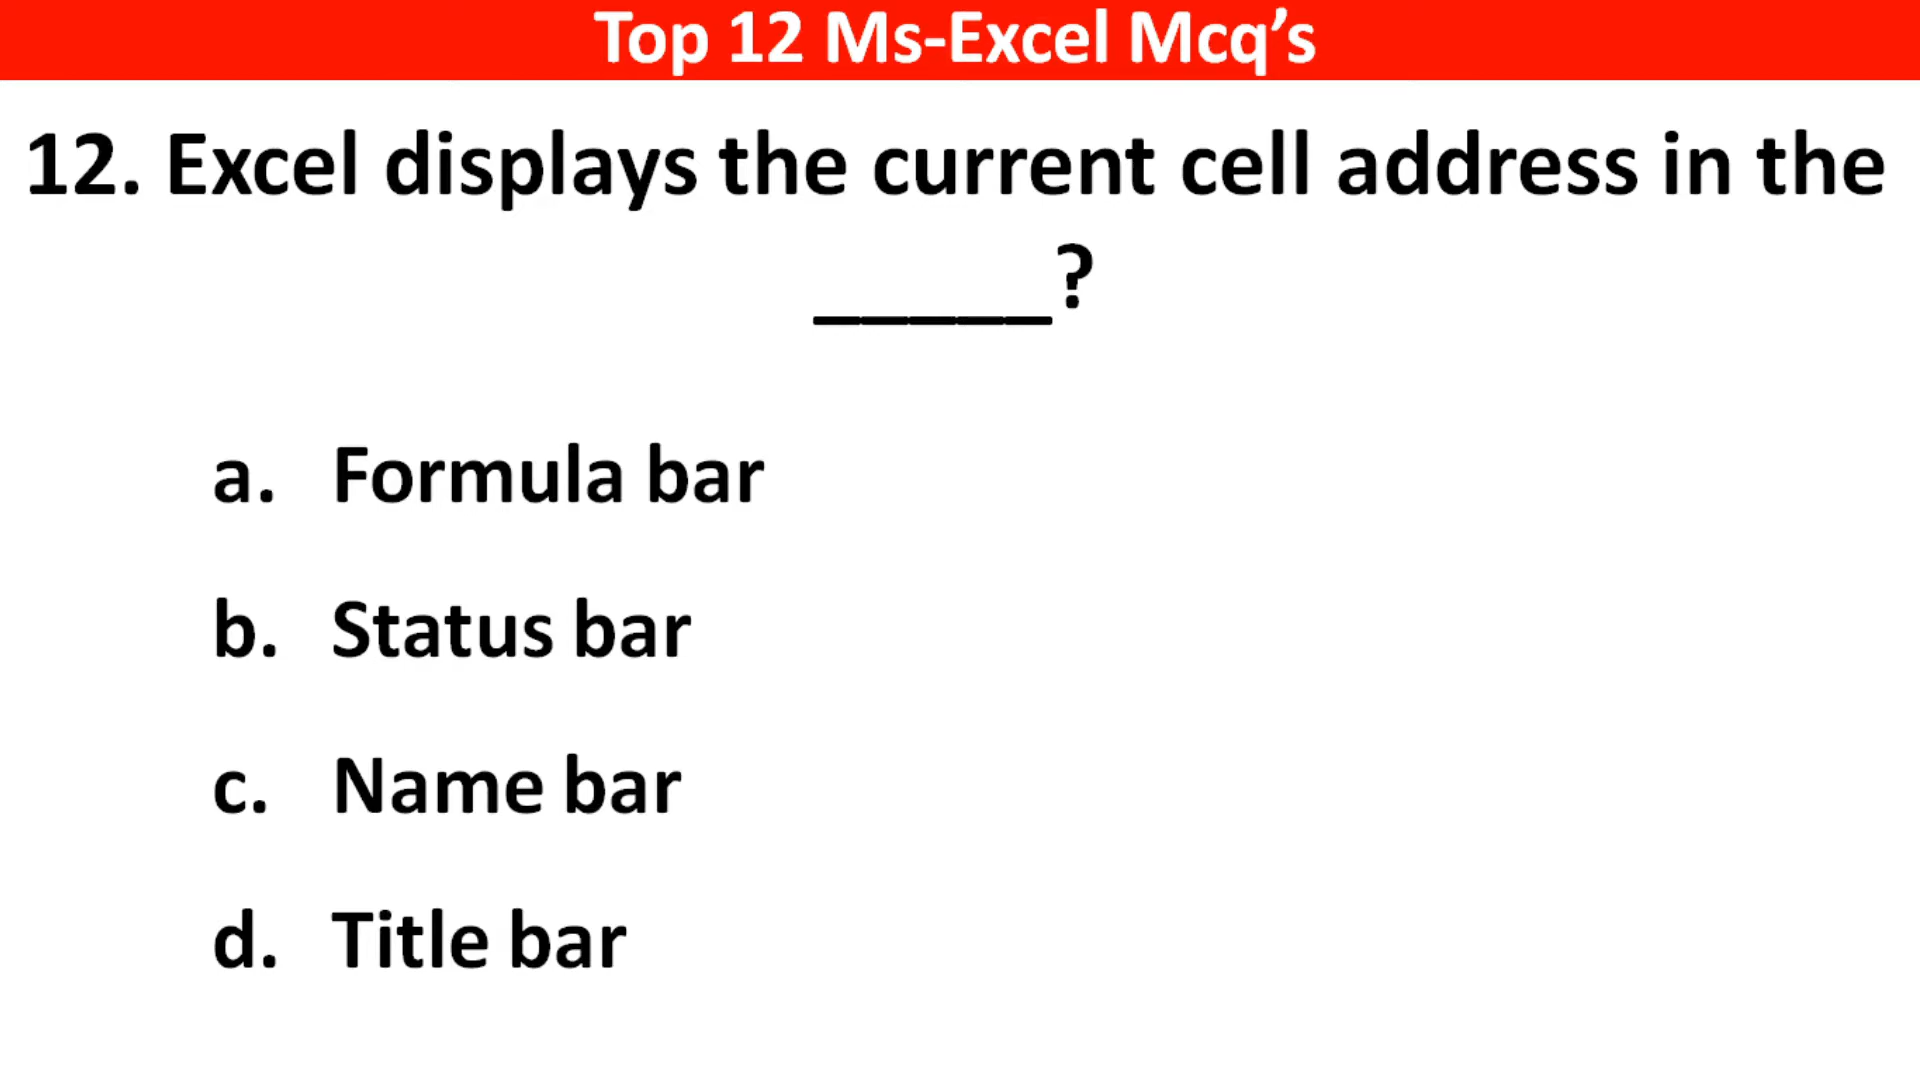 Top 12 Ms-Excel Mcq’s
12. Excel displays the current cell address in the
_____?
a. Formula bar
b. Status bar
c. Name bar
d. Title bar